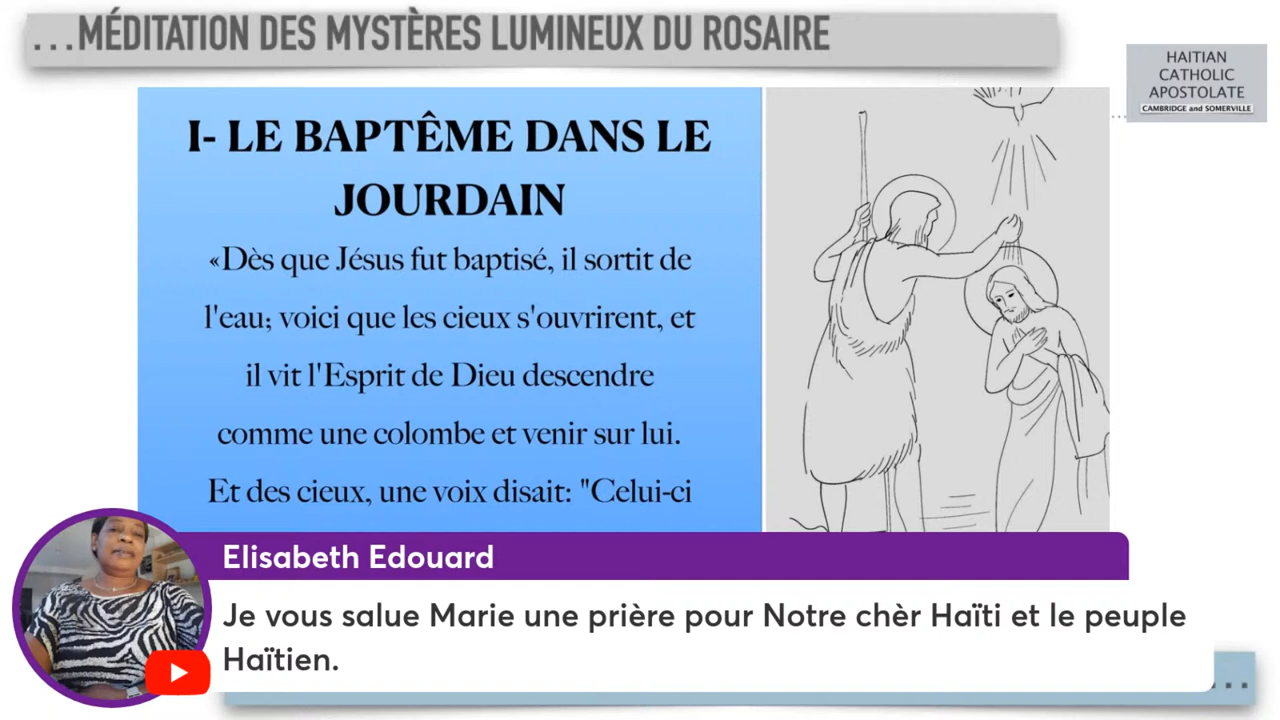 ...MÉDITATION DES MYSTÈRES LUMINEUX DU ROSAIRE
HAITIAN
CATHOLIC
APOSTOLATE
CAMBRIDGE and SOMERVILLE
I- LE BAPTÊME DANS LE
JOURDAIN
«Dès que Jésus fut baptisé, il sortit de
l'eau; voici que les cieux s'ouvrirent, et
il vit l'Esprit de Dieu descendre
comme une colombe et venir sur lui.
Et des cieux, une voix disait: "Celui-ci
Elisabeth Edouard
Je vous salue Marie une prière pour Notre chèr Haïti et le peuple
Haïtien.